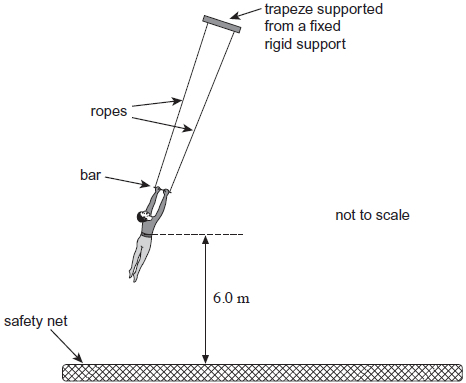 trapeze supported
from a fixed
rigid support
ropes
bar
not to scale
6.0 m
safety net